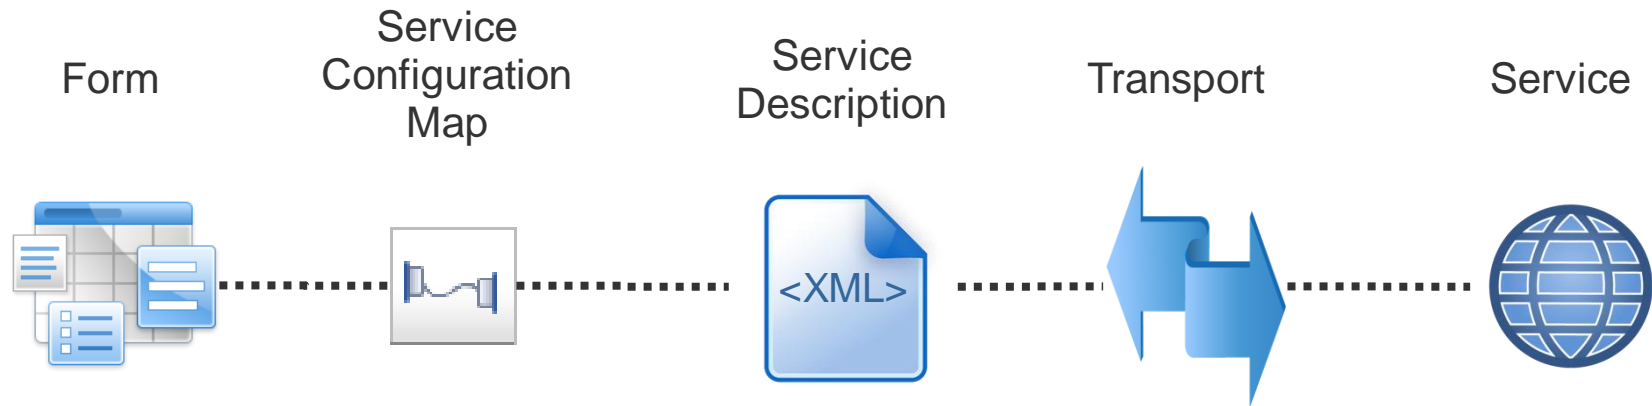 Form
Service
Configuration
Map
Service
Description
Transport
Service
<XML>